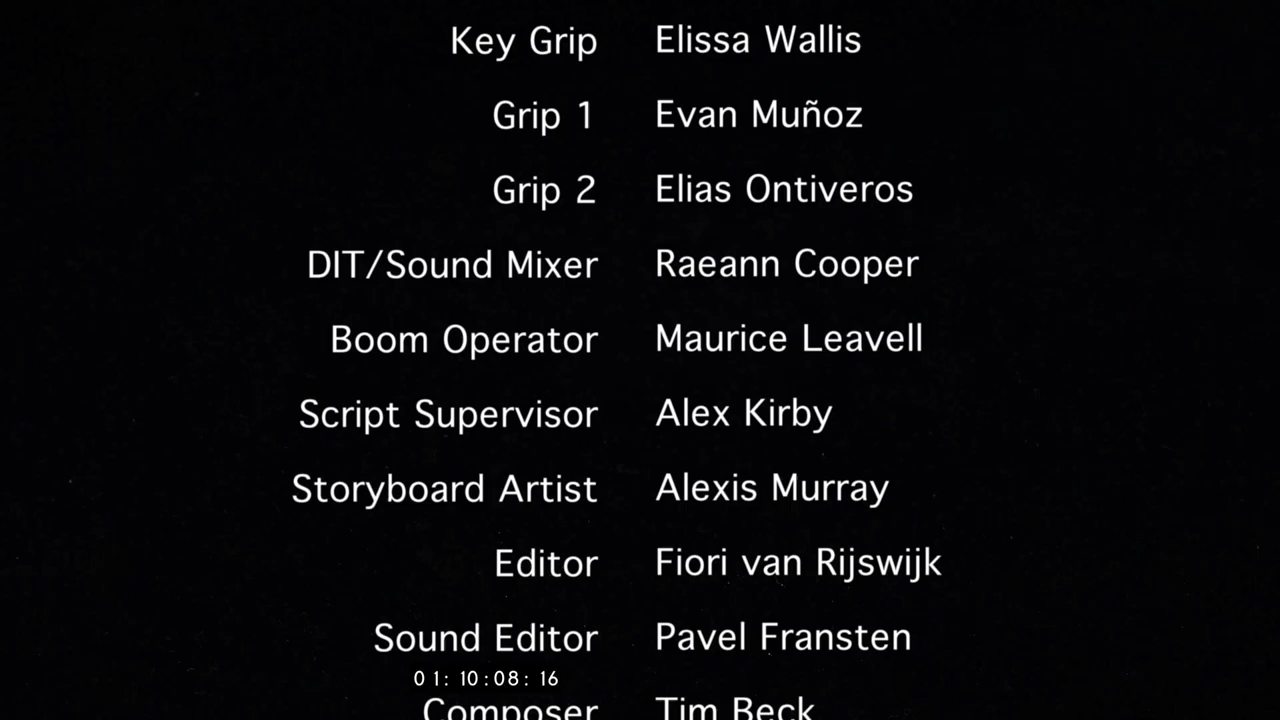 Key Grip Elissa Wallis
Grip 1 Evan Muñoz
Grip 2 Elias Ontiveros
DIT/Sound Mixer Raeann Cooper
Boom Operator Maurice Leavell
Script Supervisor Alex Kirby
Storyboard Artist Alexis Murray
Editor Fiori van Rijswijk
Sound Editor Pavel Fransten
01:10:08:16
Composer Tim Beck